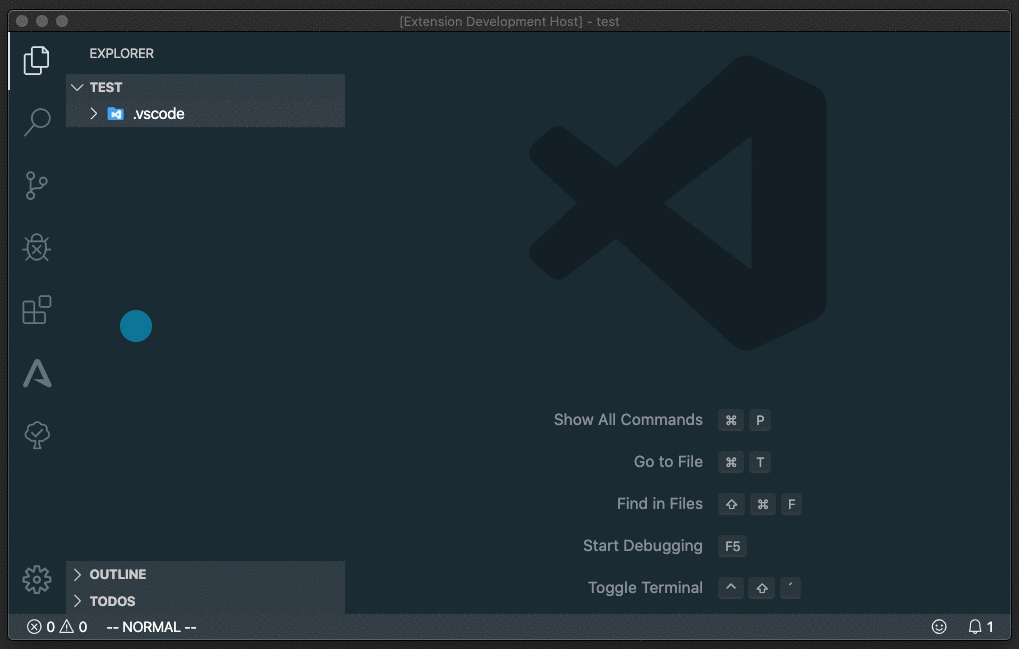 [Extension Development Host] - test
EXPLORER
TEST
.vscode
Show All Commands ⌘ P
Go to File ⌘ T
Find in Files ⇧ ⌘ F
Start Debugging F5
Toggle Terminal ^ ⇧ ´
OUTLINE
TODOS
0 0 -- NORMAL -- 1